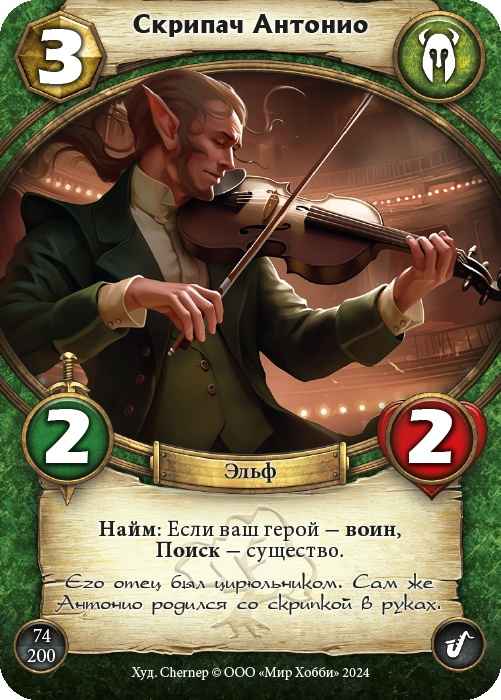 Скрипач Антонио
3
2
2
Эльф
Найм: Если ваш герой – воин,
Поиск – существо.
Его отец был цирюльником. Сам же
Антонио родился со скрипкой в руках.
74
200
Худ. Chernep © ООО «Мир Хобби» 2024